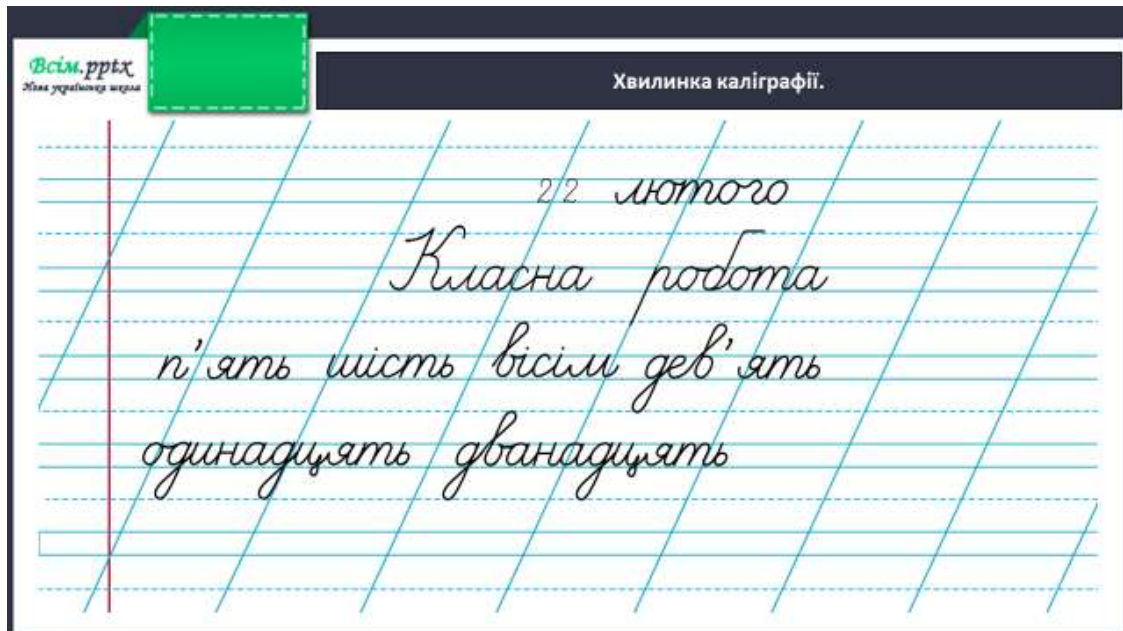 Всім.pptx
Нова українська школа
Хвилинка каліграфії.
22 лютого
Класна робота
п'ять шість вісім дев'ять
одинадцять дванадцять